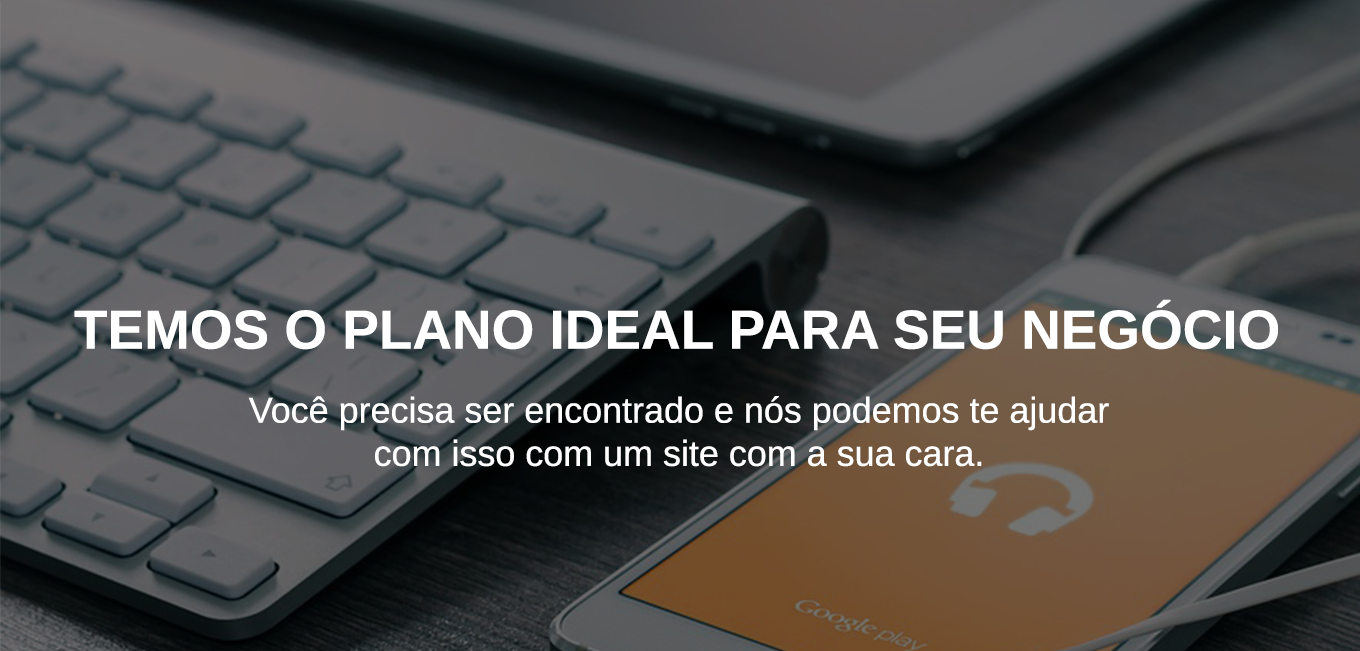 TEMOS O PLANO IDEAL PARA SEU NEGÓCIO
Você precisa ser encontrado e nós podemos te ajudar
com isso com um site com a sua cara.
Google play